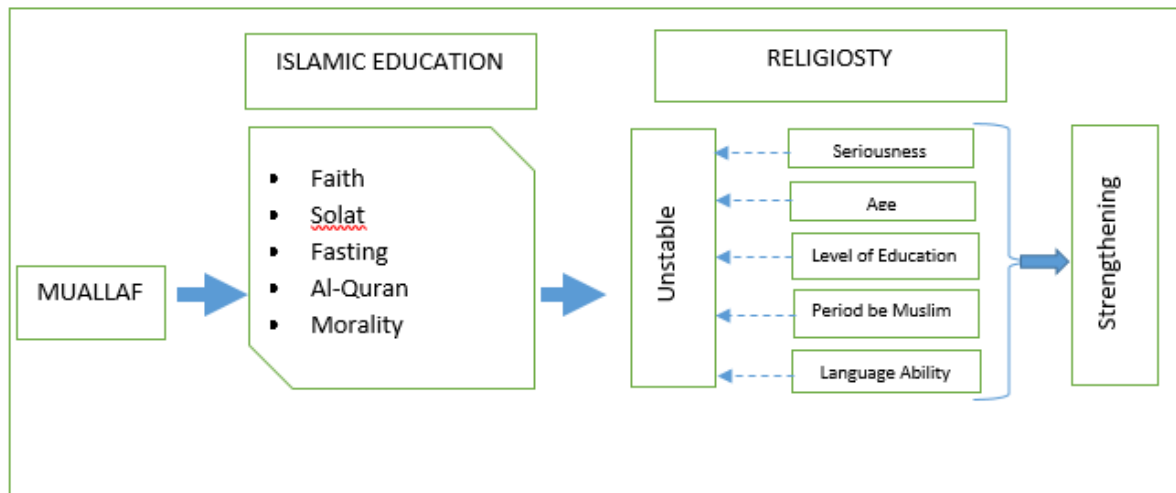 ISLAMIC EDUCATION
RELIGIOSTY
MUALLAF
Faith
Solat
Fasting
Al-Quran
Morality
Unstable
Seriousness
Age
Level of Education
Period be Muslim
Language Ability
Strengthening